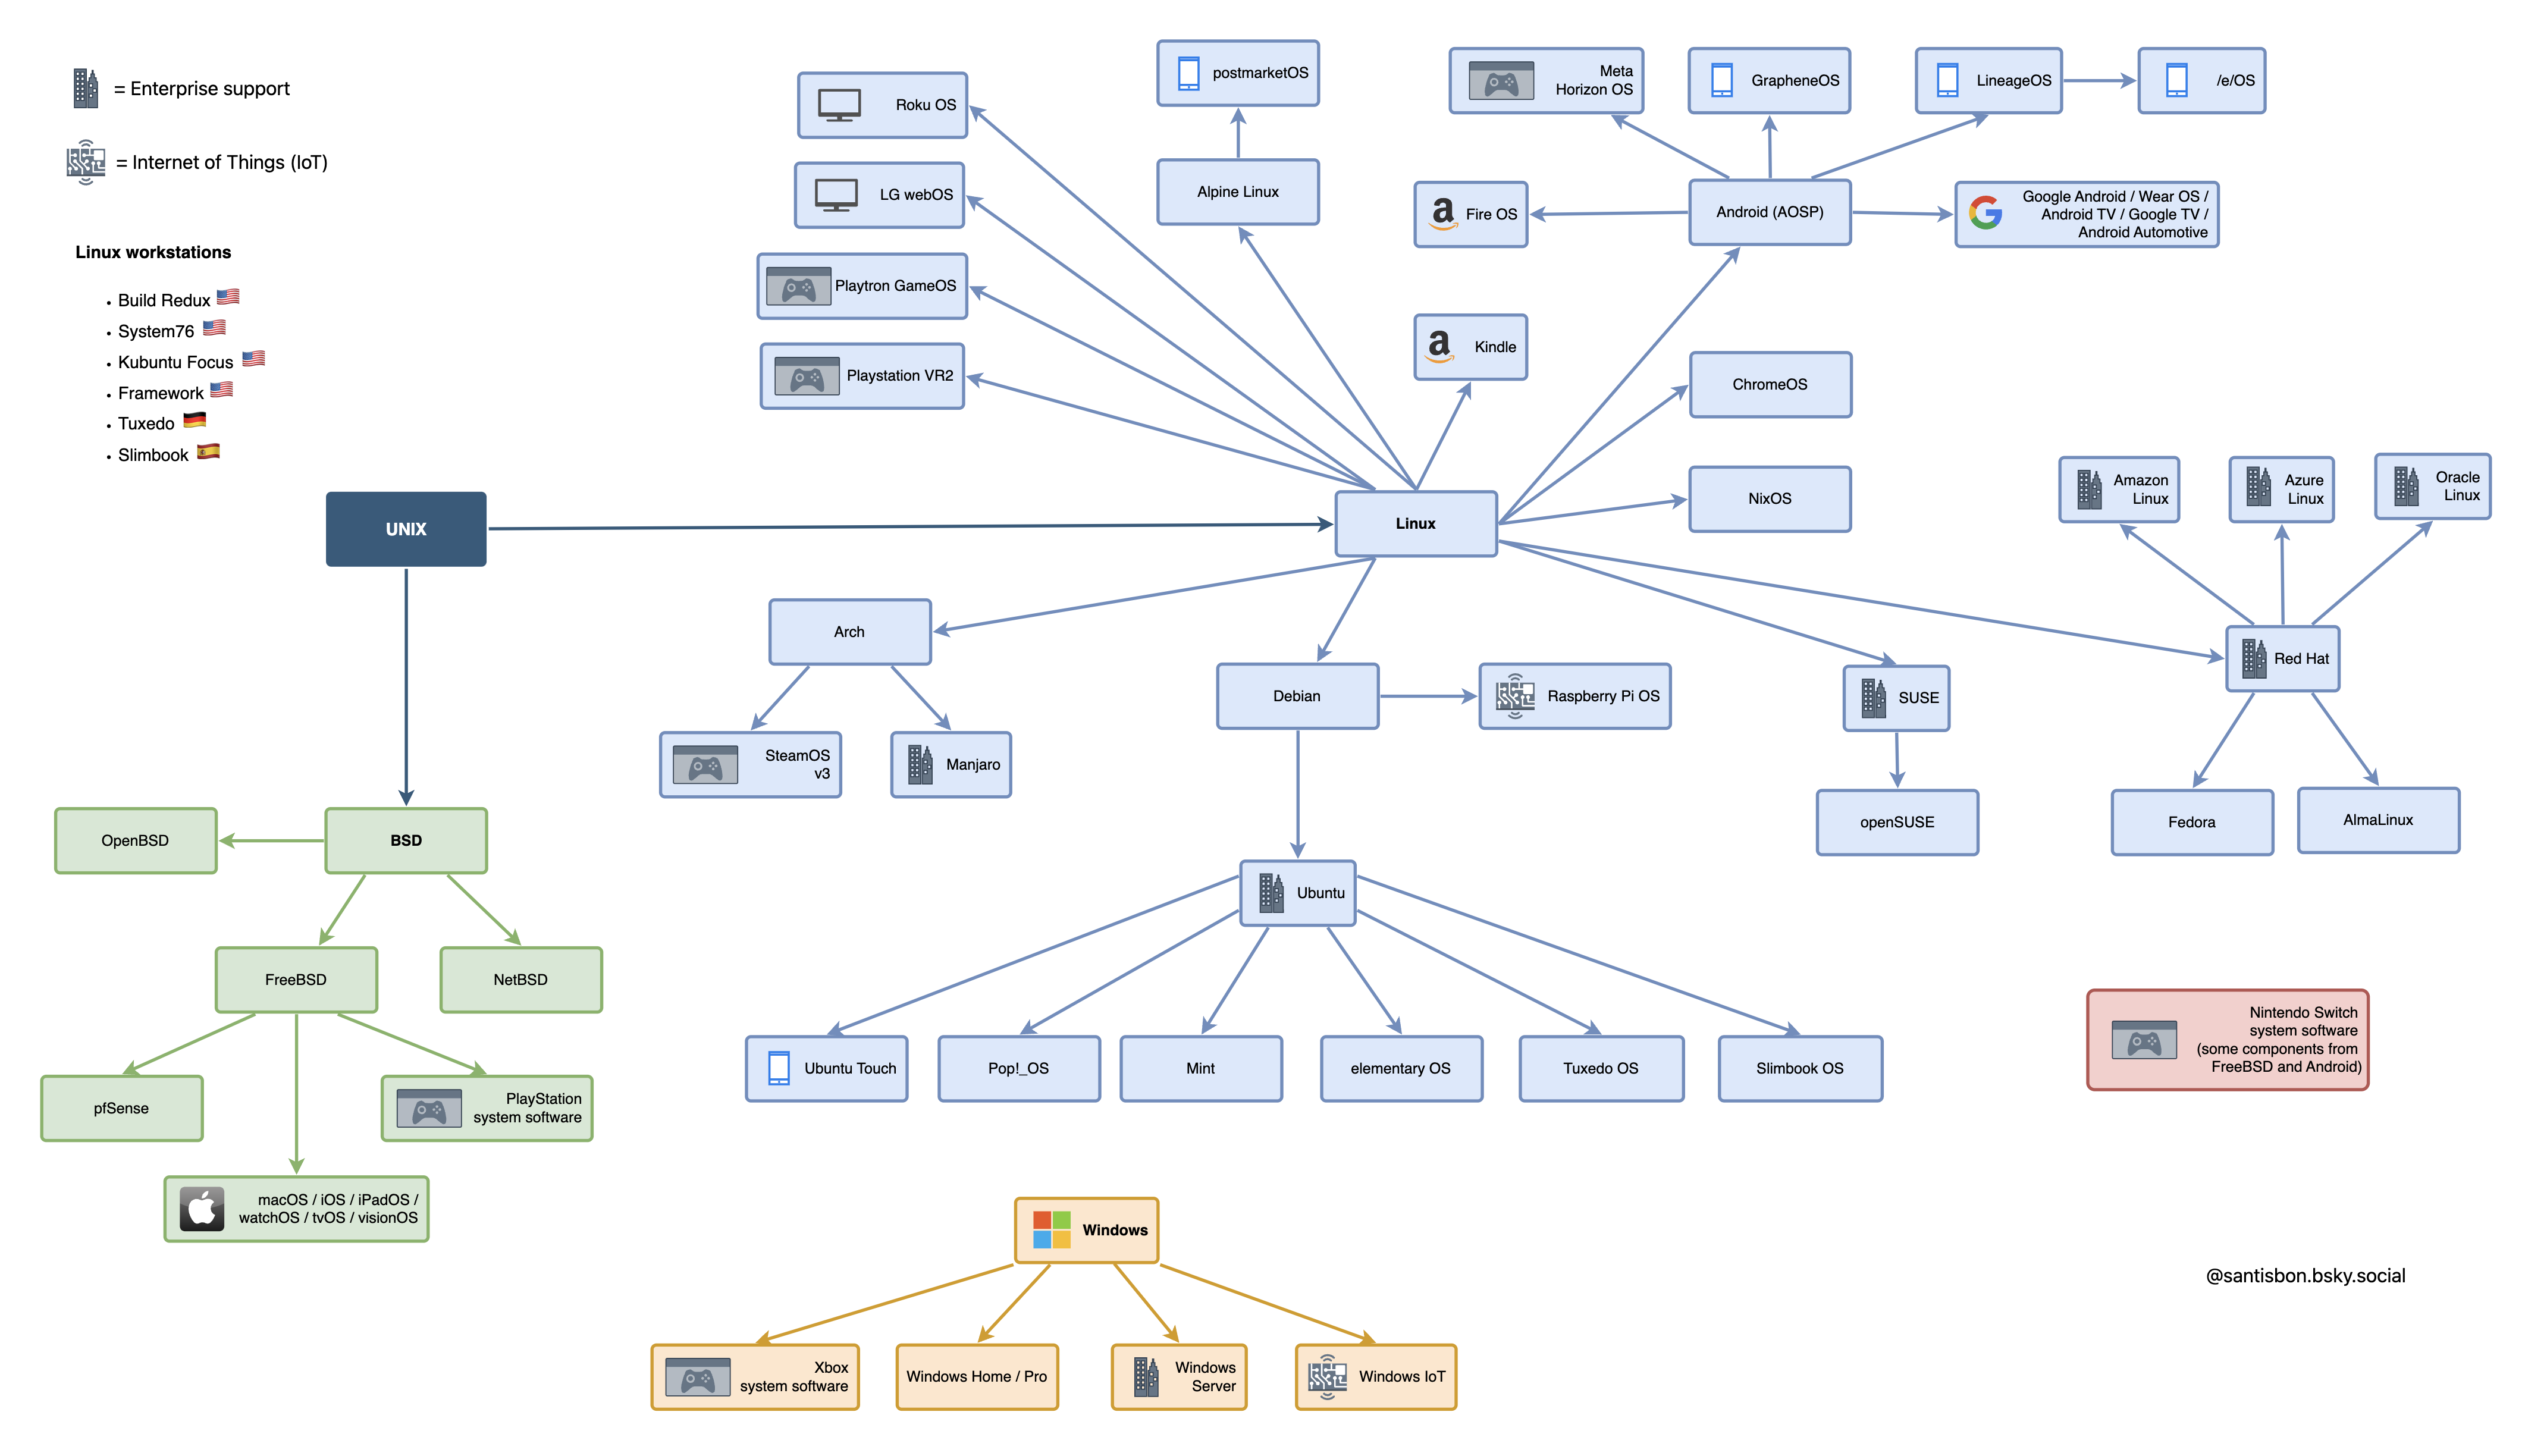 = Enterprise support
= Internet of Things (IoT)
Linux workstations
• Build Redux
• System76
• Kubuntu Focus
• Framework
• Tuxedo
• Slimbook
Roku OS
LG webOS
Playtron GameOS
Playstation VR2
postmarketOS
Alpine Linux
Meta
Horizon OS
GrapheneOS
LineageOS
/e/OS
Fire OS
Android (AOSP)
Google Android / Wear OS /
Android TV / Google TV /
Android Automotive
Kindle
ChromeOS
NixOS
UNIX
Linux
Amazon
Linux
Azure
Linux
Oracle
Linux
Arch
Debian
Raspberry Pi OS
SUSE
Red Hat
SteamOS
v3
Manjaro
openSUSE
Fedora
AlmaLinux
OpenBSD
BSD
Ubuntu
FreeBSD
NetBSD
Ubuntu Touch
Pop!_OS
Mint
elementary OS
Tuxedo OS
Slimbook OS
Nintendo Switch
system software
(some components from
FreeBSD and Android)
pfSense
PlayStation
system software
macOS / iOS / iPadOS /
watchOS / tvOS / visionOS
Windows
Xbox
system software
Windows Home / Pro
Windows
Server
Windows IoT
@santisbon.bsky.social